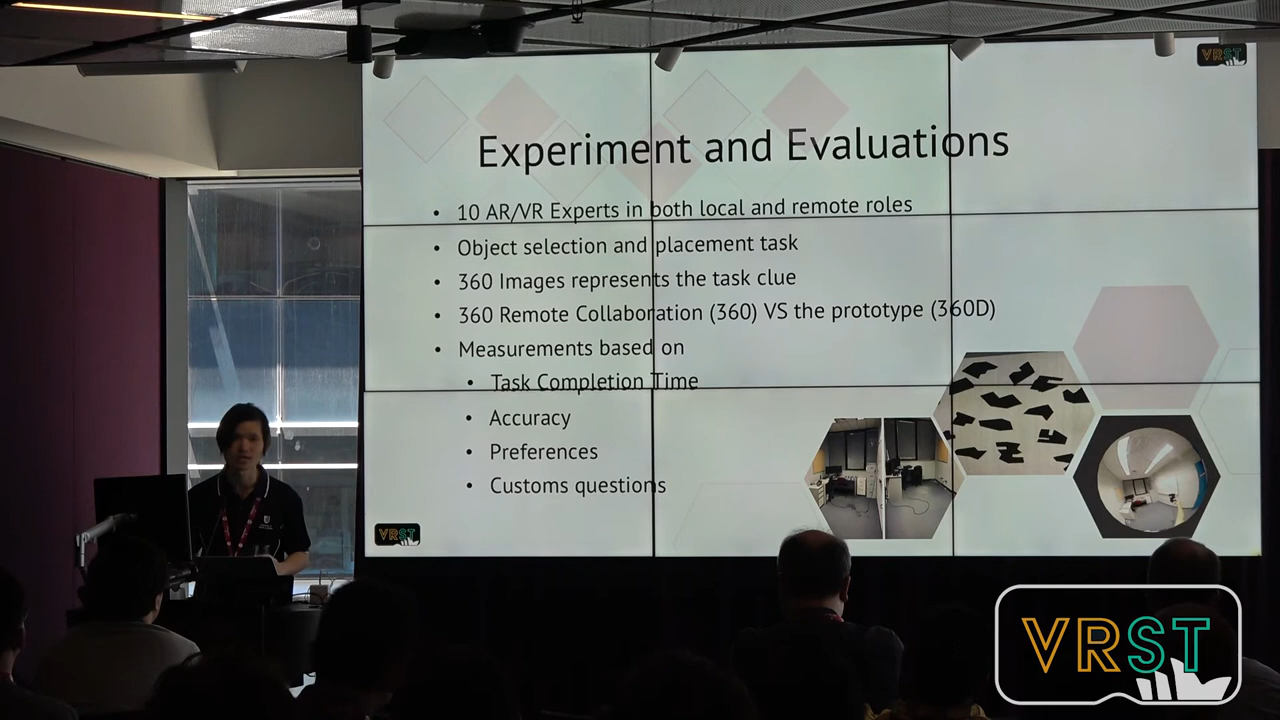 VRST
Experiment and Evaluations
• 10 AR/VR Experts in both local and remote roles
• Object selection and placement task
• 360 Images represents the task clue
• 360 Remote Collaboration (360) VS the prototype (360D)
• Measurements based on
• Task Completion Time
• Accuracy
• Preferences
• Customs questions
VRST
VRST